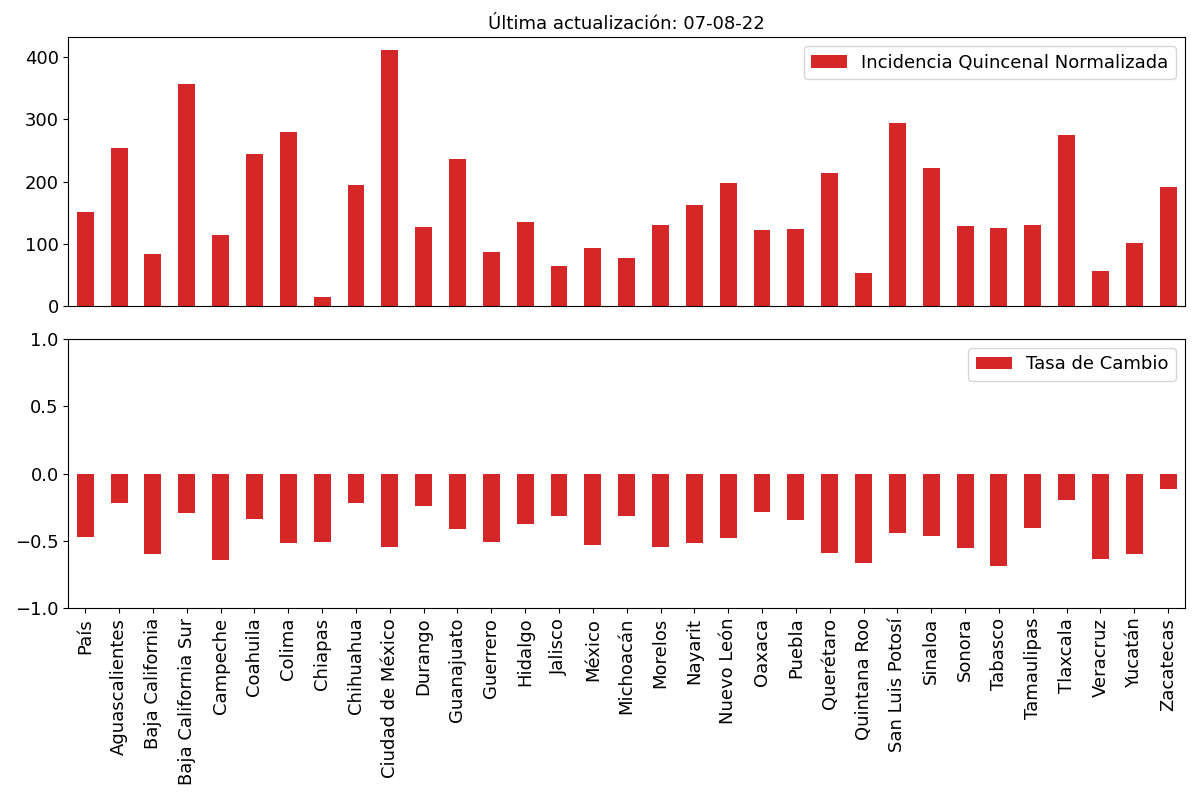 Última actualización: 07-08-22
400
300
200
100
0
Incidencia Quincenal Normalizada
1.0
0.5
0.0
−0.5
−1.0
Tasa de Cambio
País
Aguascalientes
Baja California
Baja California Sur
Campeche
Coahuila
Colima
Chiapas
Chihuahua
Ciudad de México
Durango
Guanajuato
Guerrero
Hidalgo
Jalisco
México
Michoacán
Morelos
Nayarit
Nuevo León
Oaxaca
Puebla
Querétaro
Quintana Roo
San Luis Potosí
Sinaloa
Sonora
Tabasco
Tamaulipas
Tlaxcala
Veracruz
Yucatán
Zacatecas